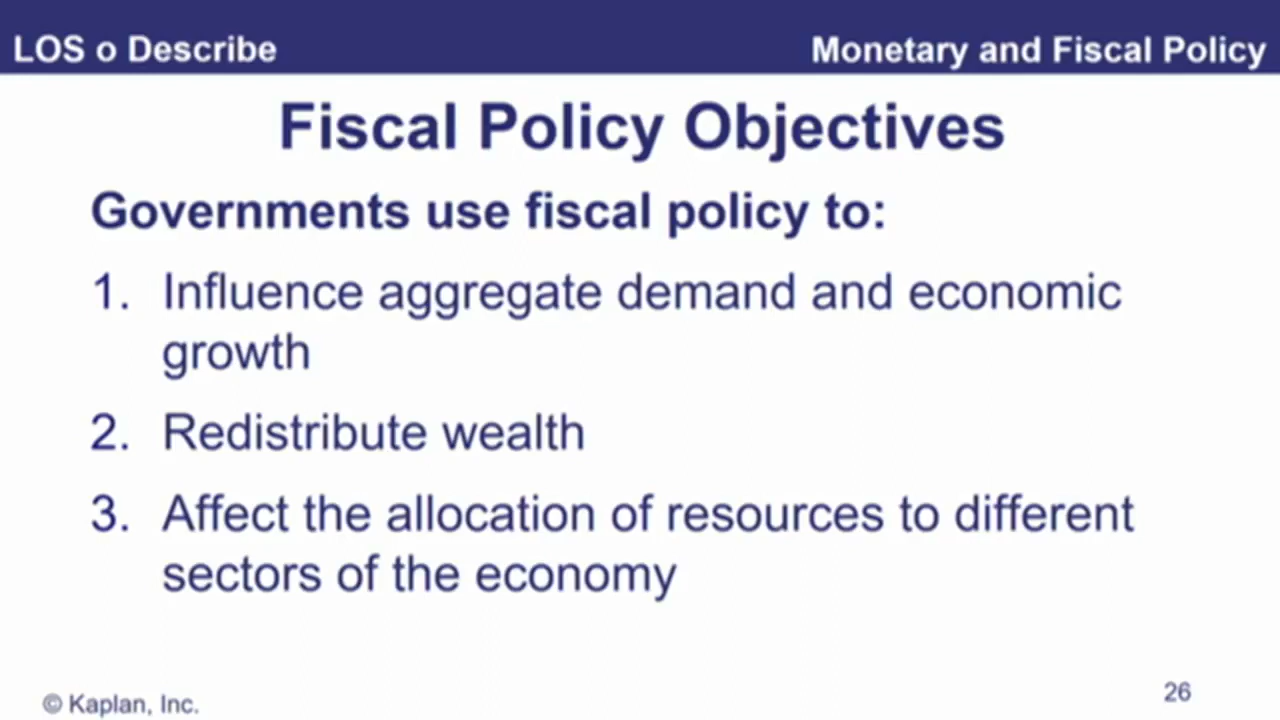 LOS o Describe
Monetary and Fiscal Policy
Fiscal Policy Objectives
Governments use fiscal policy to:
1. Influence aggregate demand and economic
growth
2. Redistribute wealth
3. Affect the allocation of resources to different
sectors of the economy
© Kaplan, Inc.
26